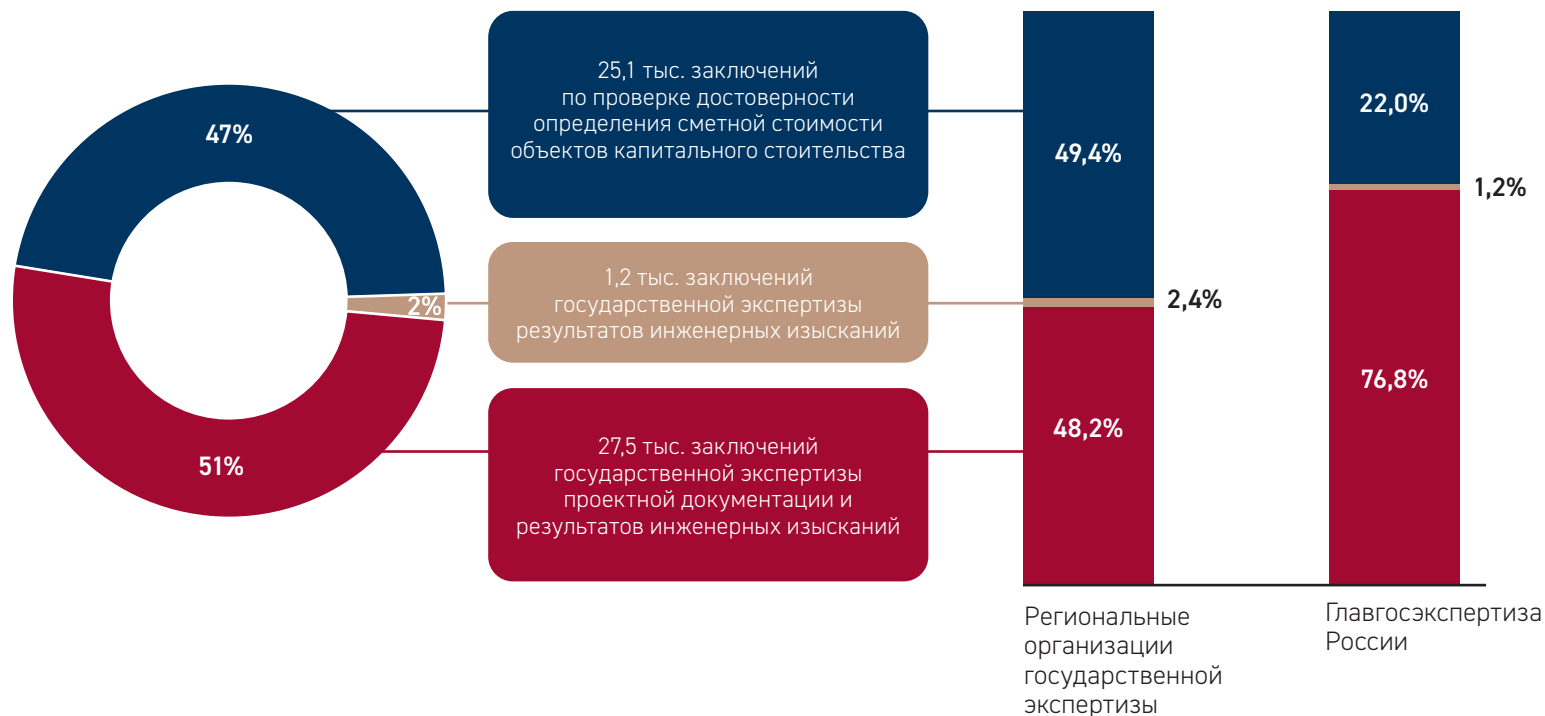 47%
2%
51%
25,1 тыс. заключений
по проверке достоверности
определения сметной стоимости
объектов капитального стоительства
1,2 тыс. заключений
государственной экспертизы
результатов инженерных изысканий
27,5 тыс. заключений
государственной экспертизы
проектной документации и
результатов инженерных изысканий
49,4%
2,4%
48,2%
22,0%
1,2%
76,8%
Региональные
организации
государственной
экспертизы
Главгосэкспертиза
России